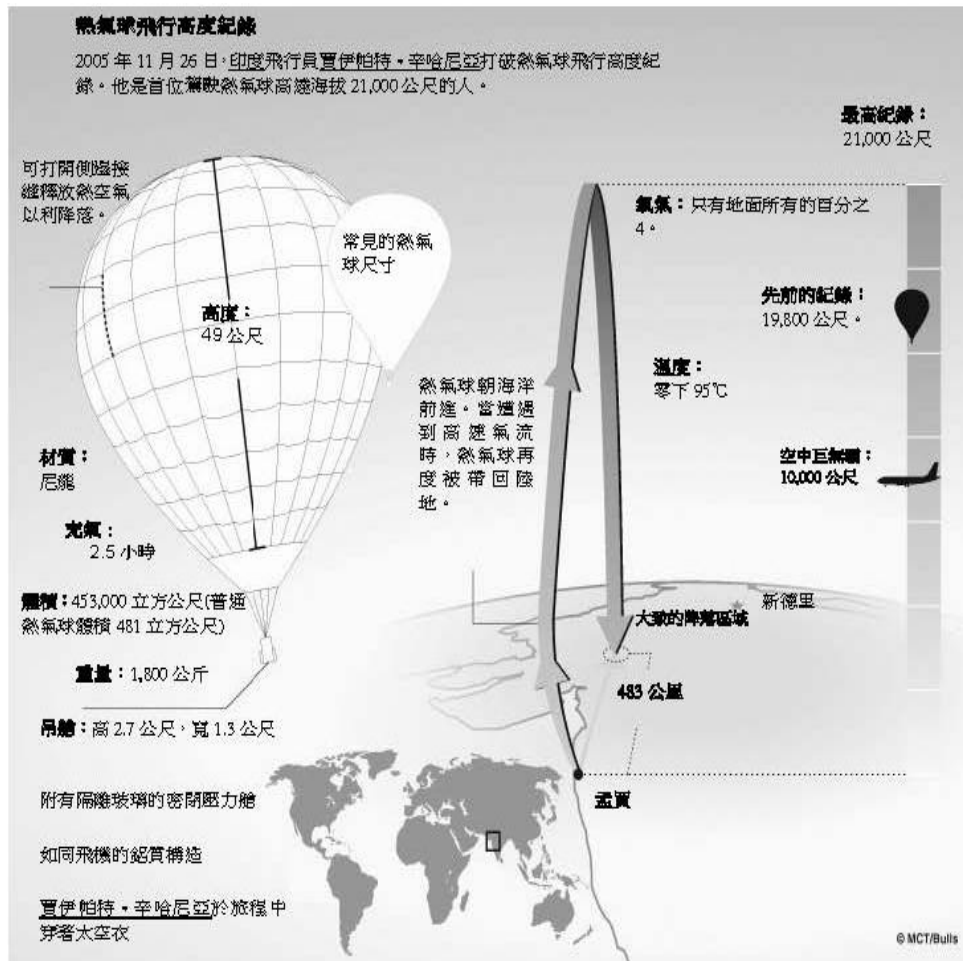 熱氣球飛行高度紀錄
2005 年 11 月 26 日，印度飛行員賈伊帕特・辛哈尼亞打破熱氣球飛行高度紀
錄。他是首位駕駛熱氣球高達海拔 21,000 公尺的人。
最高紀錄：
21,000 公尺
可打開側邊接
縫釋放熱空氣
以利降落。
氧氣：只有地面所有的百分之
4。
常見的熱氣
球尺寸
高度：
49 公尺
先前的紀錄：
19,800 公尺。
溫度：
零下 95℃
熱氣球朝海洋
前進。當遭遇
到高速氣流
時，熱氣球再
度被帶回陸
地。
材質：
尼龍
空中巨無霸：
10,000 公尺
充氣：
2.5 小時
體積：453,000 立方公尺(普通
熱氣球體積 481 立方公尺)
新德里
大致的降落區域
重量：1,800 公斤
483 公里
吊艙：高 2.7 公尺，寬 1.3 公尺
孟買
附有隔離玻璃的密閉壓力艙
如同飛機的鋁質構造
賈伊帕特・辛哈尼亞於旅程中
穿著太空衣
© MCT/Bulls